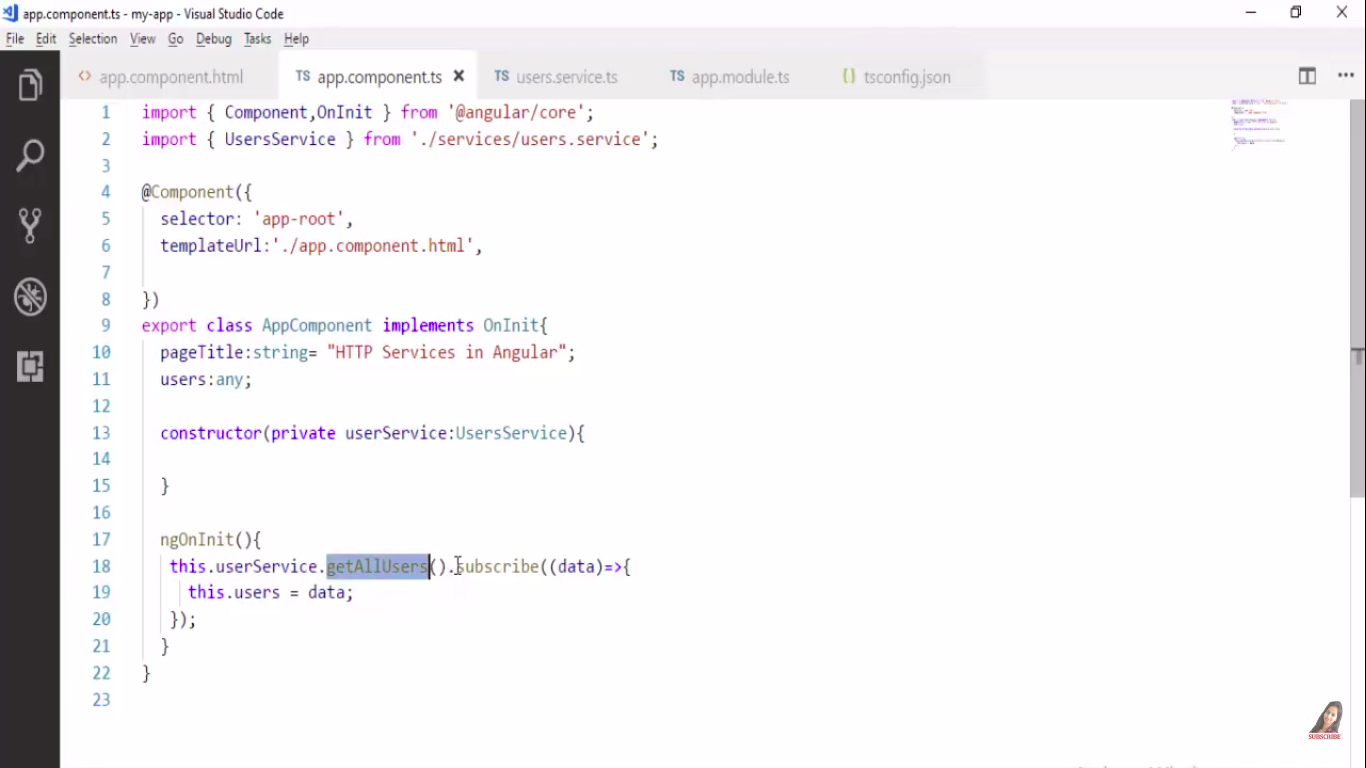 app.component.ts - my-app - Visual Studio Code
File Edit Selection View Go Debug Tasks Help
app.component.html TS app.component.ts TS users.service.ts TS app.module.ts {} tsconfig.json
1 import { Component,OnInit } from '@angular/core';
2 import { UsersService } from './services/users.service';
3
4 @Component({
5 selector: 'app-root',
6 templateUrl:'./app.component.html',
7
8 })
9 export class AppComponent implements OnInit{
10 pageTitle:string= "HTTP Services in Angular";
11 users:any;
12
13 constructor(private userService:UsersService){
14
15 }
16
17 ngOnInit(){
18 this.userService.getAllUsers().subscribe((data)=>{
19 this.users = data;
20 });
21 }
22 }
23
SUBSCRIBE